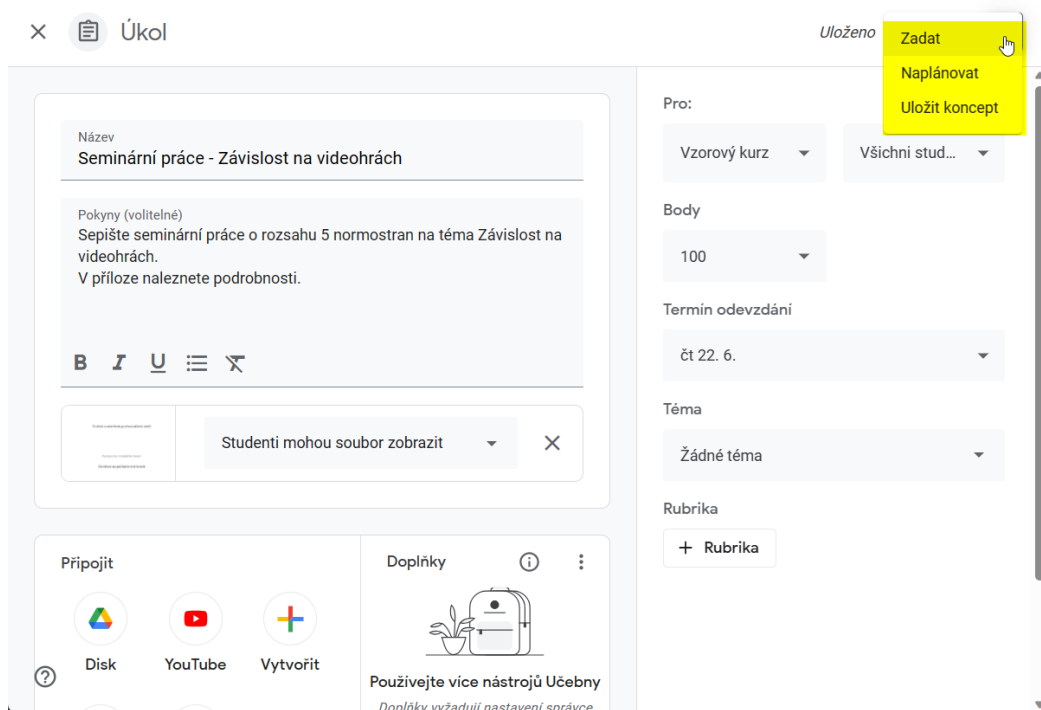 Úkol
Uloženo
Zadat
Naplánovat
Uložit koncept
Název
Seminární práce - Závislost na videohrách
Pokyny (volitelné)
Sepište seminární práce o rozsahu 5 normostran na téma Závislost na
videohrách.
V příloze naleznete podrobnosti.
B I U
Studenti mohou soubor zobrazit
Připojit
Disk
YouTube
Vytvořit
Doplňky
Používejte více nástrojů Učebny
Doplňky vyžadují nastavení správce
Pro:
Vzorový kurz
Všichni stud...
Body
100
Termín odevzdání
čt 22. 6.
Téma
Žádné téma
Rubrika
+ Rubrika